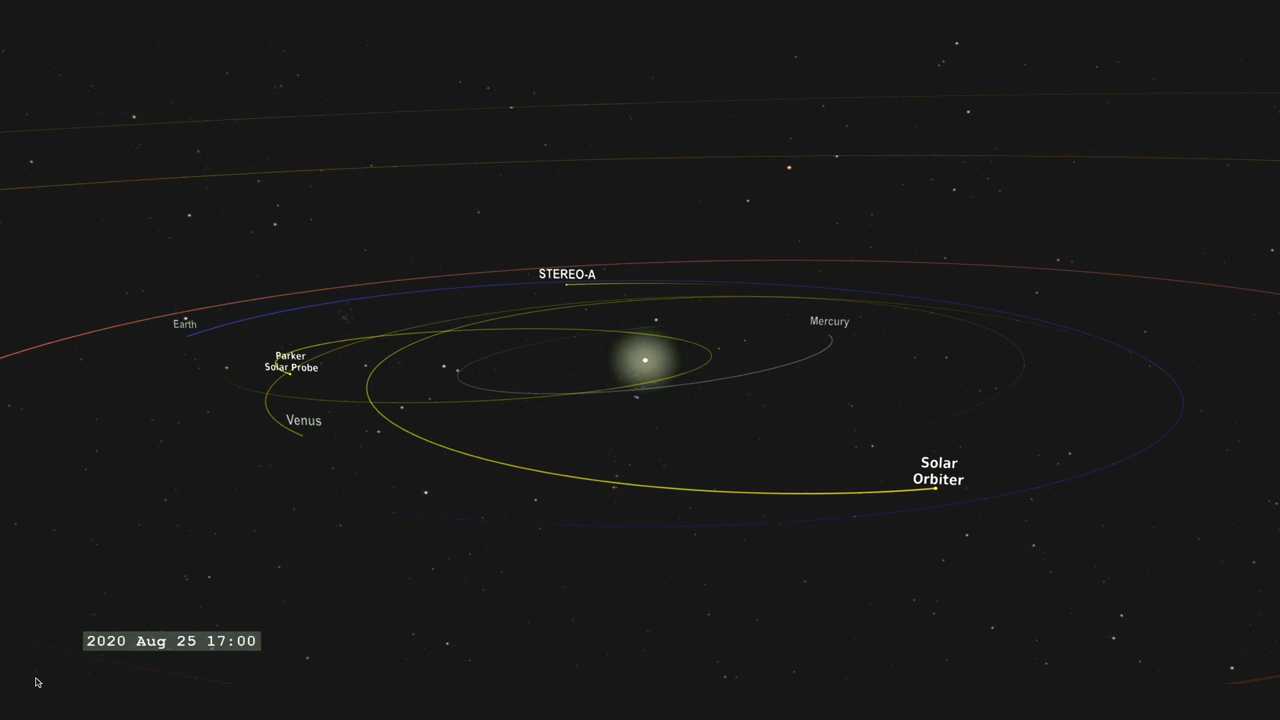 STEREO-A
Earth
Mercury
Parker
Solar Probe
Venus
Solar
Orbiter
2020 Aug 25 17:00